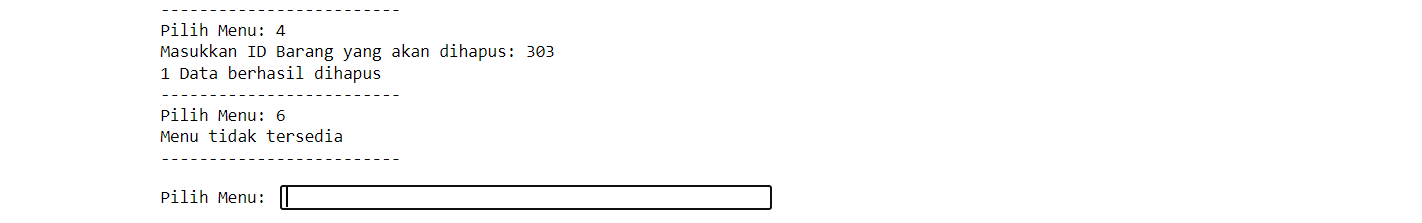 -------------------------
Pilih Menu: 4
Masukkan ID Barang yang akan dihapus: 303
1 Data berhasil dihapus
-------------------------
Pilih Menu: 6
Menu tidak tersedia
-------------------------
Pilih Menu: